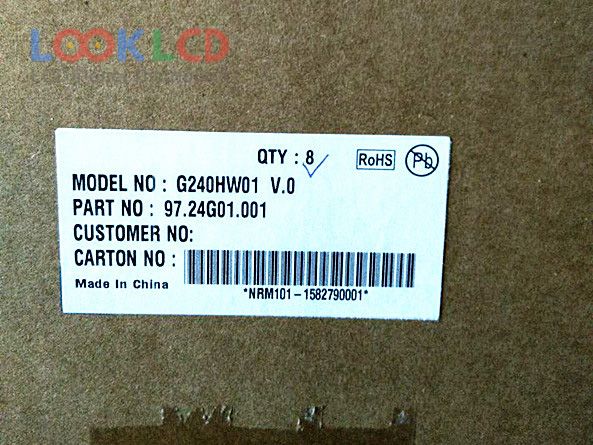 LOOKLCD
QTY : 8 RoHS Pb
MODEL NO : G240HW01 V.0
PART NO : 97.24G01.001
CUSTOMER NO:
CARTON NO :
Made In China
*NRM101-1582790001*